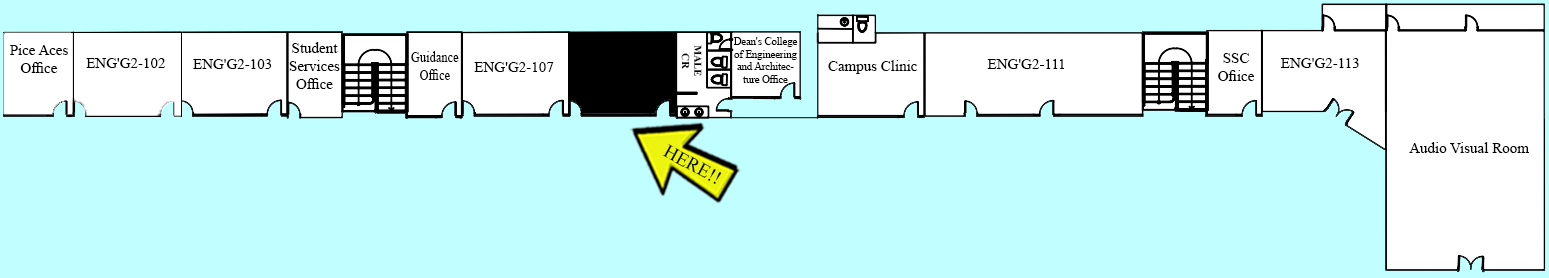 Pice Aces
Office
ENG'G2-102
ENG'G2-103
Student
Services
Office
Guidance
Office
ENG'G2-107
MALE
CR
Dean's College
of Engineering
and Architec-
ture Office
Campus Clinic
ENG'G2-111
SSC
Office
ENG'G2-113
Audio Visual Room
HERE!!